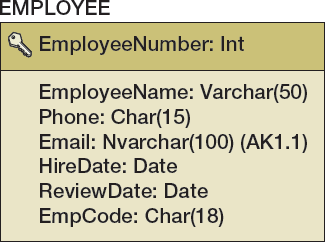 EMPLOYEE
EmployeeNumber: Int
EmployeeName: Varchar(50)
Phone: Char(15)
Email: Nvarchar(100) (AK1.1)
HireDate: Date
ReviewDate: Date
EmpCode: Char(18)